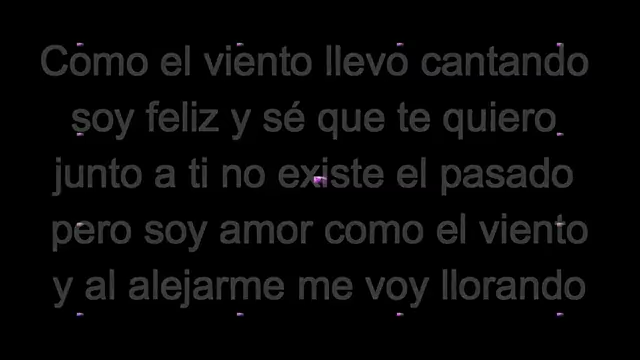 Como el viento llevo cantando
soy feliz y sé que te quiero
junto a ti no existe el pasado
pero soy amor como el viento
y al alejarme me voy llorando